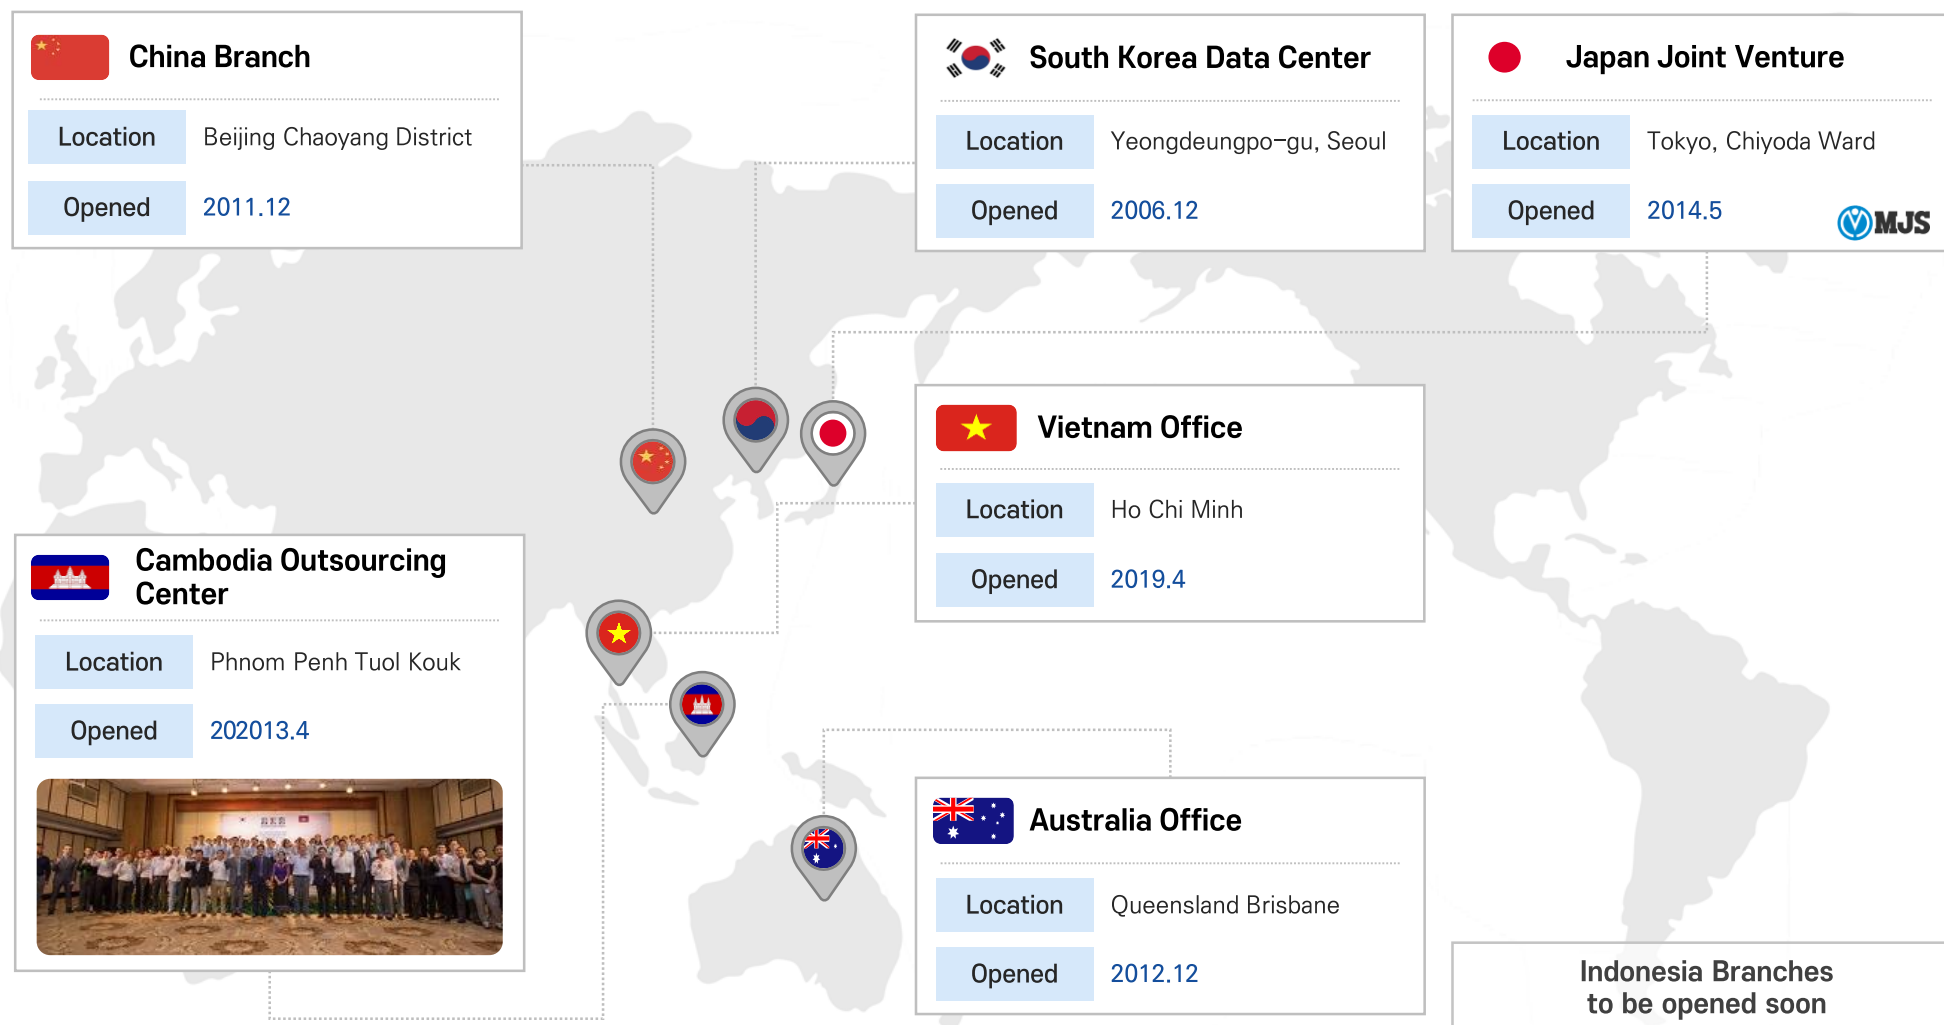 China Branch
Location
Beijing Chaoyang District
Opened
2011.12
South Korea Data Center
Location
Yeongdeungpo-gu, Seoul
Opened
2006.12
Japan Joint Venture
Location
Tokyo, Chiyoda Ward
Opened
2014.5
MJS
Vietnam Office
Location
Ho Chi Minh
Opened
2019.4
Cambodia Outsourcing
Center
Location
Phnom Penh Tuol Kouk
Opened
202013.4
Australia Office
Location
Queensland Brisbane
Opened
2012.12
Indonesia Branches
to be opened soon